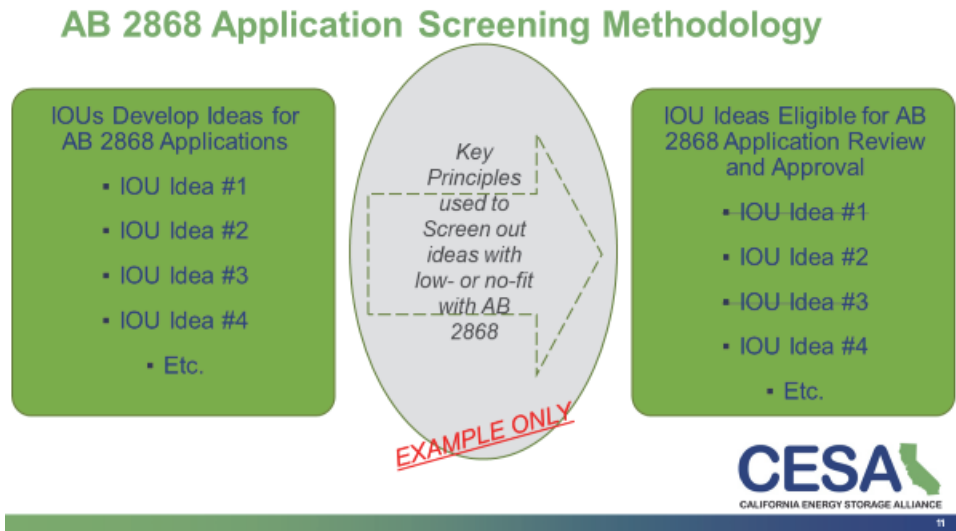 AB 2868 Application Screening Methodology
IOUs Develop Ideas for
AB 2868 Applications
▪ IOU Idea #1
▪ IOU Idea #2
▪ IOU Idea #3
▪ IOU Idea #4
▪ Etc.
Key
Principles
used to
Screen out
ideas with
low- or no-fit
with AB
2868
EXAMPLE ONLY
IOU Ideas Eligible for AB
2868 Application Review
and Approval
▪ IOU Idea #1
▪ IOU Idea #2
▪ IOU Idea #3
▪ IOU Idea #4
▪ Etc.
CESA
CALIFORNIA ENERGY STORAGE ALLIANCE
11